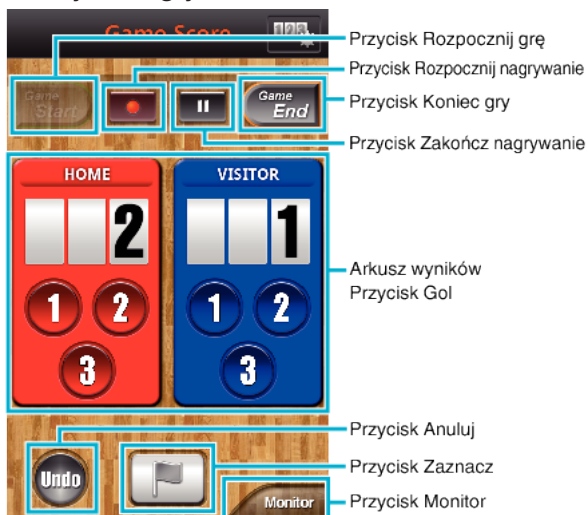 Game Score
123
Przycisk Rozpocznij grę
Przycisk Rozpocznij nagrywanie
Game
Start
Game
End
Przycisk Koniec gry
Przycisk Zakończ nagrywanie
HOME
VISITOR
2
1
1 2
1 2
3
3
Arkusz wyników
Przycisk Gol
Przycisk Anuluj
Undo
Przycisk Zaznacz
Monitor
Przycisk Monitor